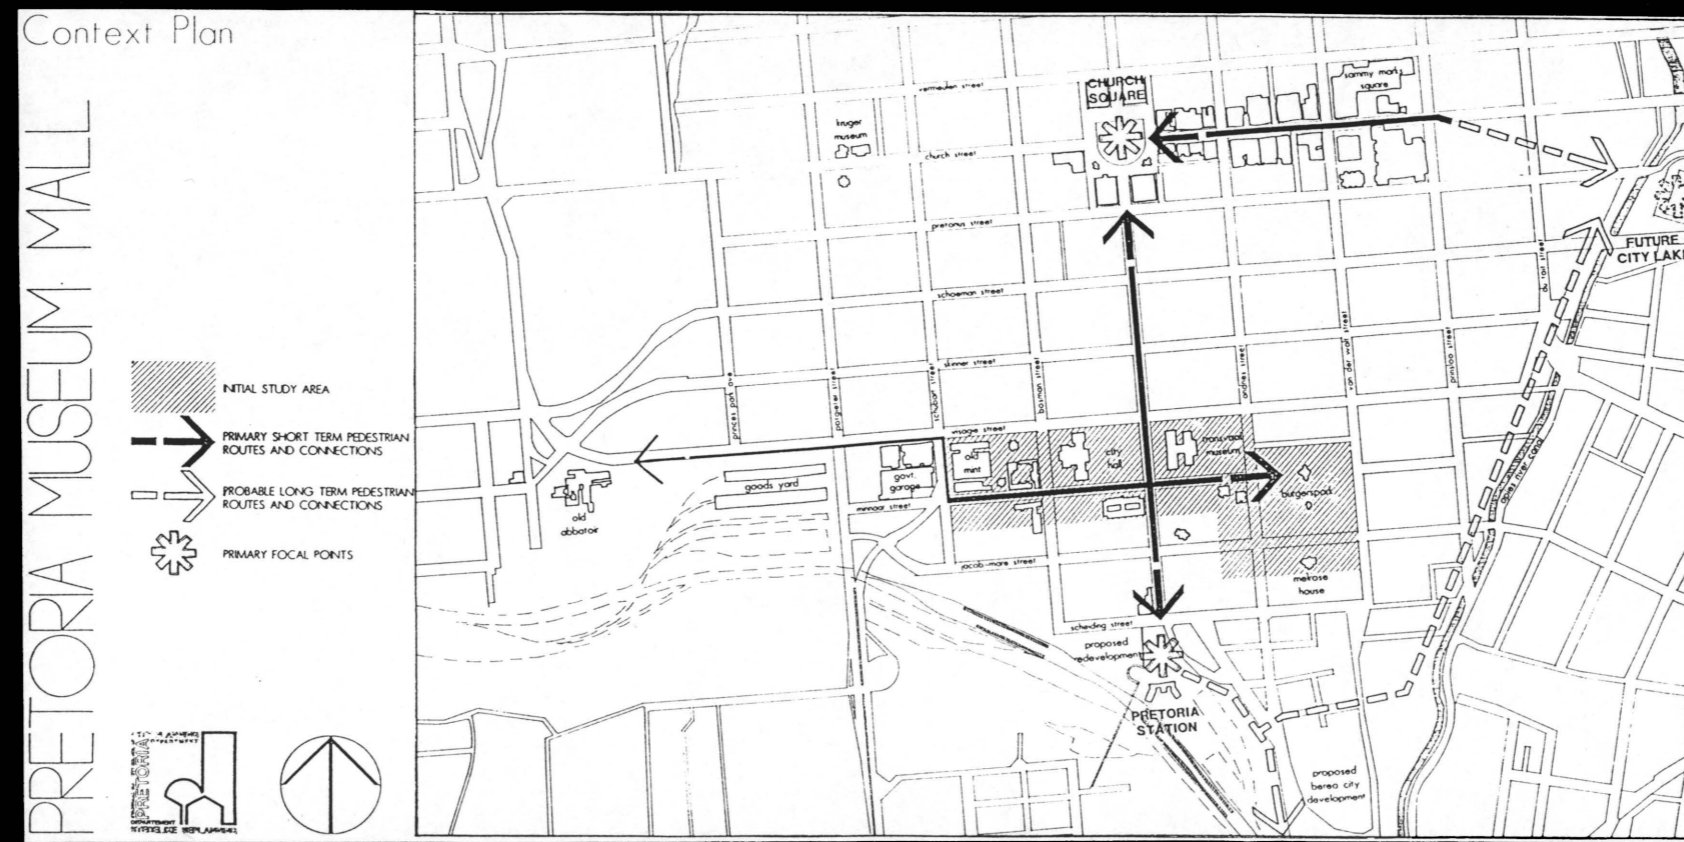 Context Plan
PRETORIA MUSEUM MALL
INITIAL STUDY AREA
PRIMARY SHORT TERM PEDESTRIAN
ROUTES AND CONNECTIONS
PROBABLE LONG TERM PEDESTRIAN
ROUTES AND CONNECTIONS
PRIMARY FOCAL POINTS
PRETORIA
CHURCH
SQUARE
sammy marks
square
vermeulen street
kruger
museum
church street
pretorius street
FUTURE
CITY LAKE
du toit street
schoeman street
skinner street
princes park ave
potgieter street
schubart street
bosman street
andries street
van der walt street
prinsloo street
visagie street
old
mint
city
hall
transvaal
museum
burgerspark
apies river canal
goods yard
govt.
garage
minnaar street
old
abbatoir
jacob-mare street
melrose
house
scheiding street
proposed
redevelopment
PRETORIA
STATION
proposed
berea city
development